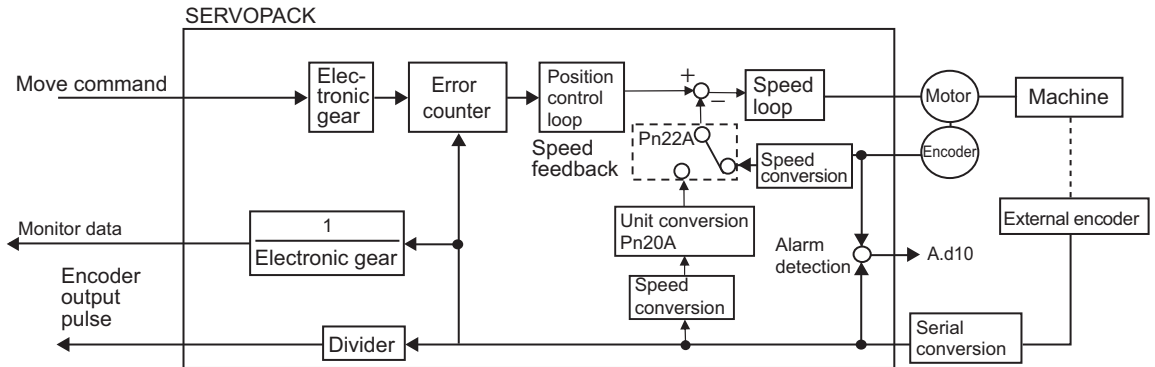 SERVOPACK
Move command
Elec-
tronic
gear
Error
counter
Position
control
loop
+
−
Speed
loop
Motor
Machine
Encoder
Speed
feedback
Pn22A
Speed
conversion
External encoder
Monitor data
1
Electronic gear
Unit conversion
Pn20A
Alarm
detection
A.d10
Encoder
output
pulse
Speed
conversion
Divider
Serial
conversion